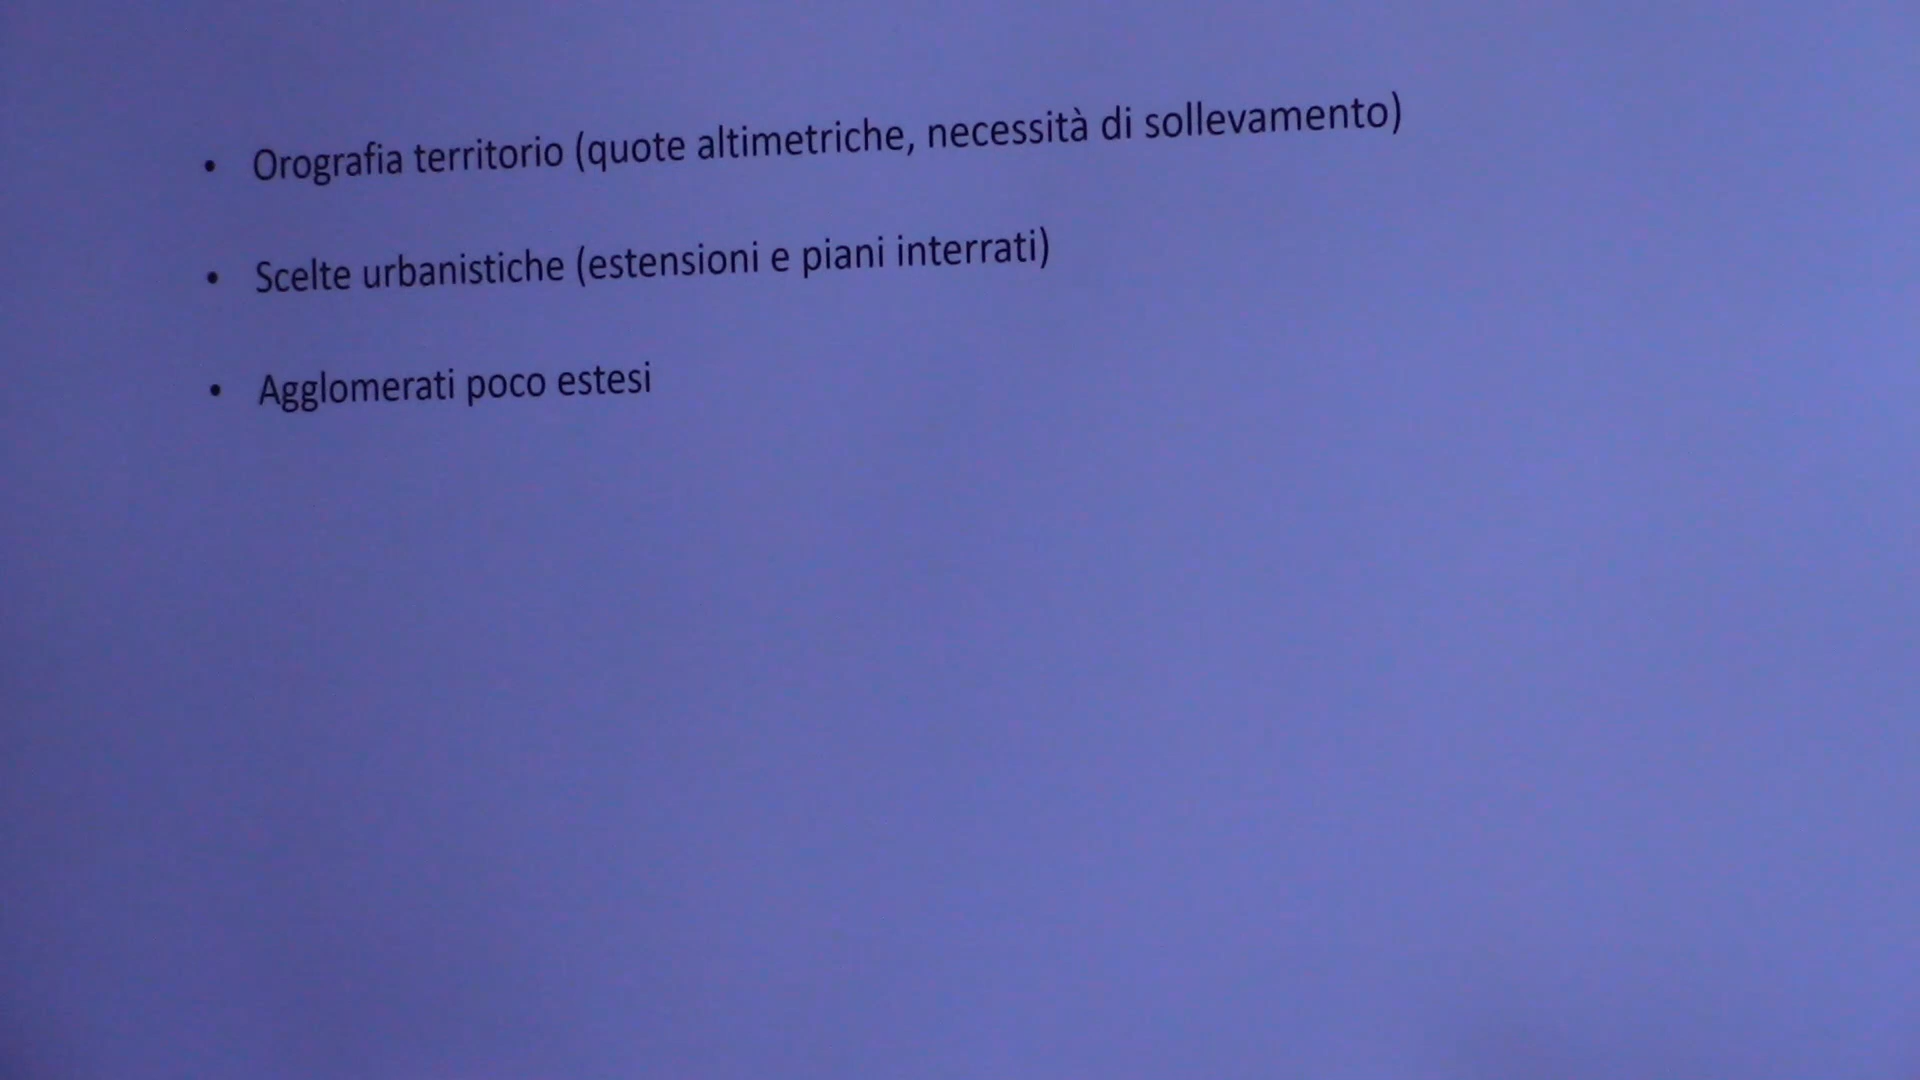 • Orografia territorio (quote altimetriche, necessità di sollevamento)
• Scelte urbanistiche (estensioni e piani interrati)
• Agglomerati poco estesi